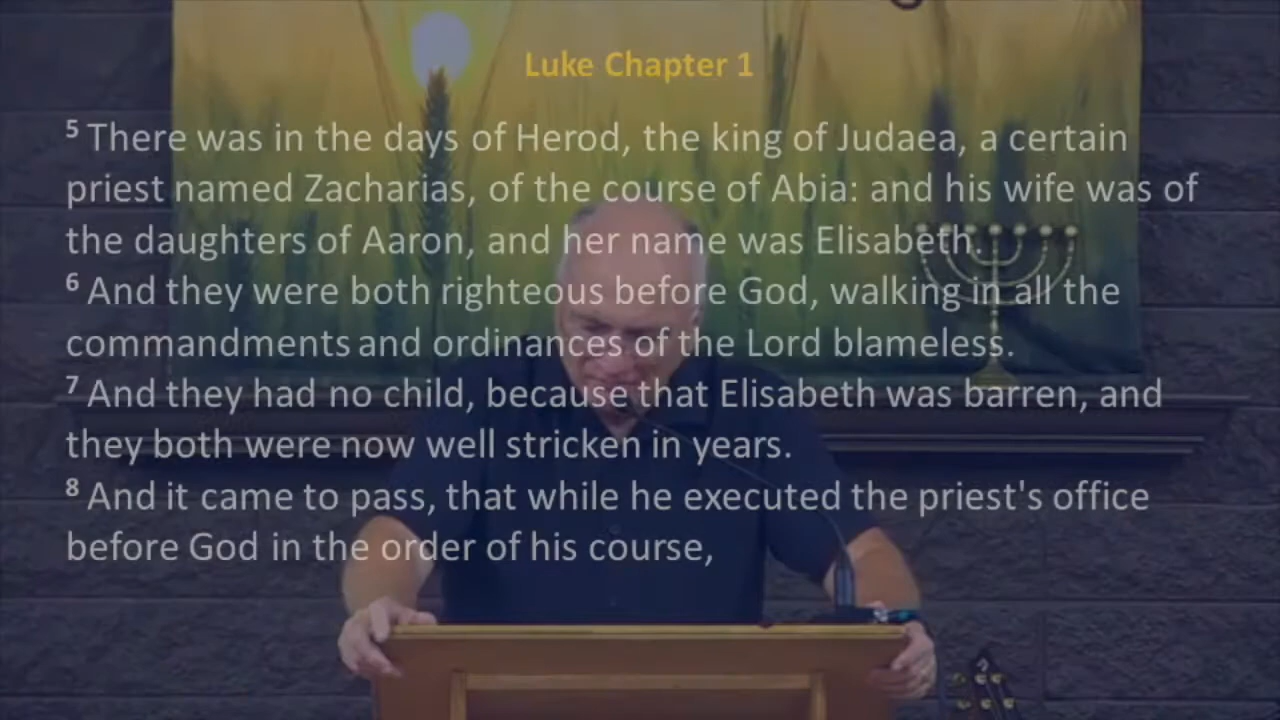 Luke Chapter 1
5 There was in the days of Herod, the king of Judaea, a certain
priest named Zacharias, of the course of Abia: and his wife was of
the daughters of Aaron, and her name was Elisabeth.
6 And they were both righteous before God, walking in all the
commandments and ordinances of the Lord blameless.
7 And they had no child, because that Elisabeth was barren, and
they both were now well stricken in years.
8 And it came to pass, that while he executed the priest's office
before God in the order of his course,